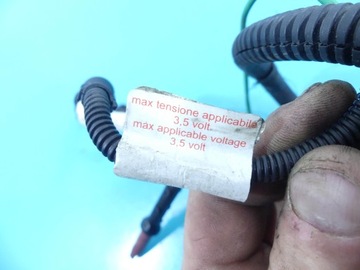 max tensione applicabile
3,5 volt.
max applicable voltage
3.5 volt